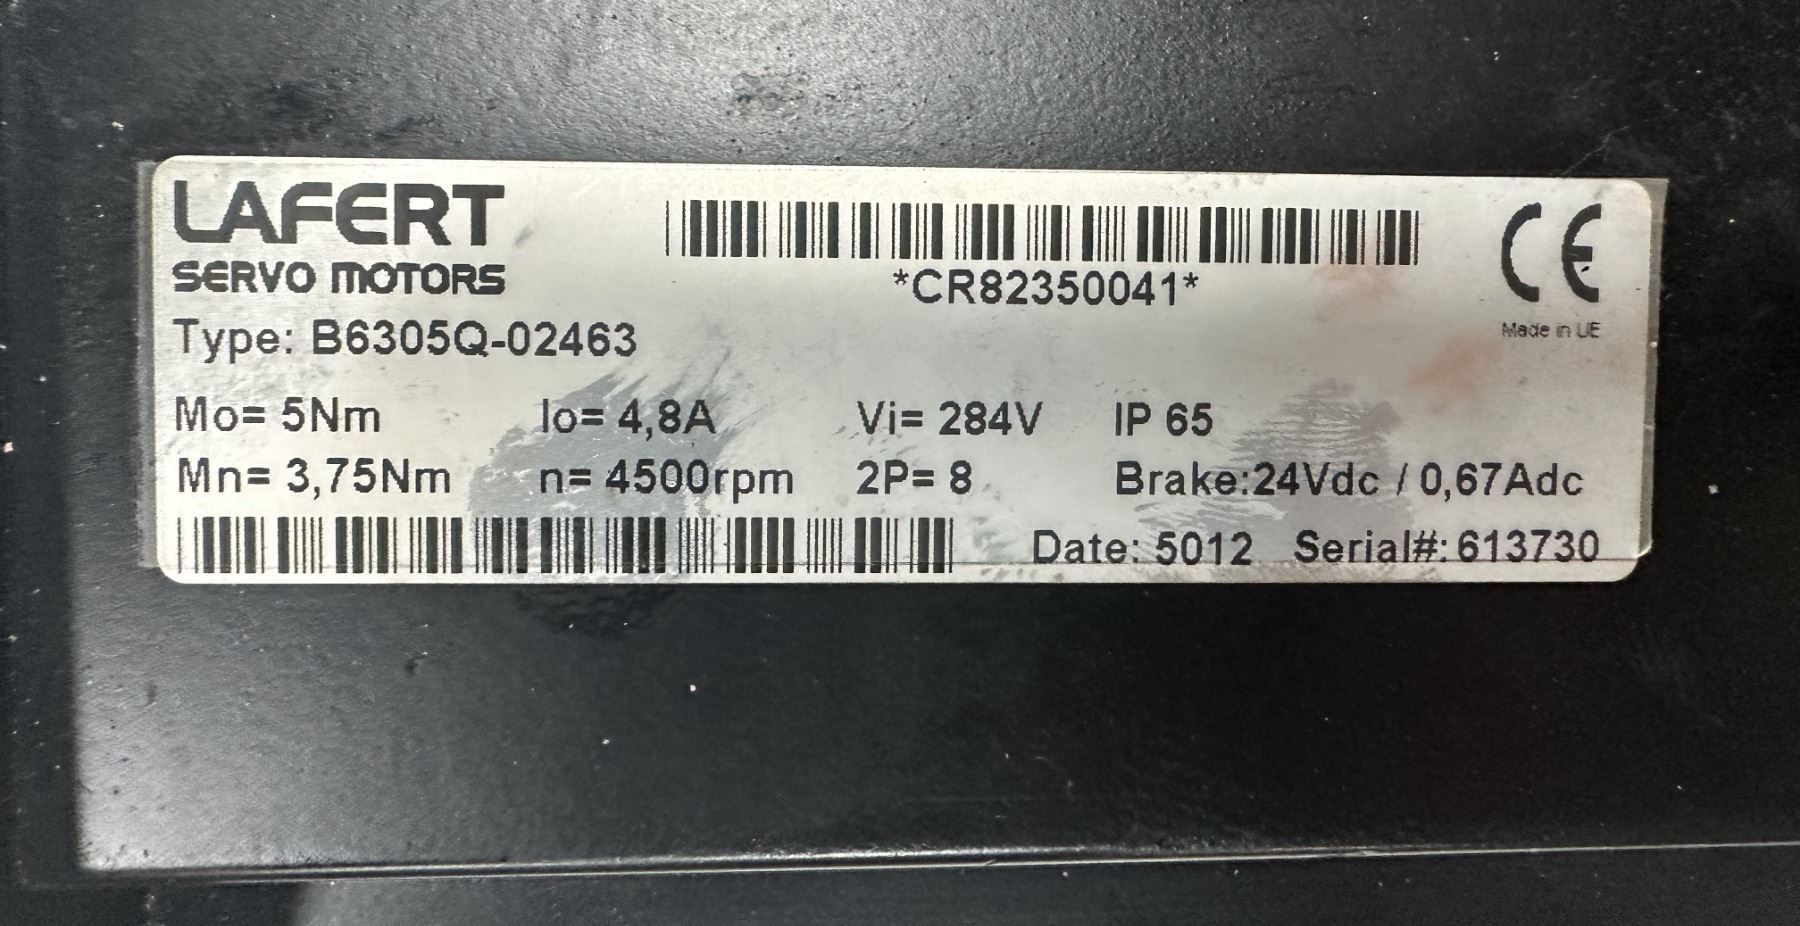 LAFERT
SERVO MOTORS
*CR82350041*
CE
Made in UE
Type: B6305Q-02463
Mo= 5Nm Io= 4,8A Vi= 284V IP 65
Mn= 3,75Nm n= 4500rpm 2P= 8 Brake:24Vdc / 0,67Adc
Date: 5012 Serial#: 613730